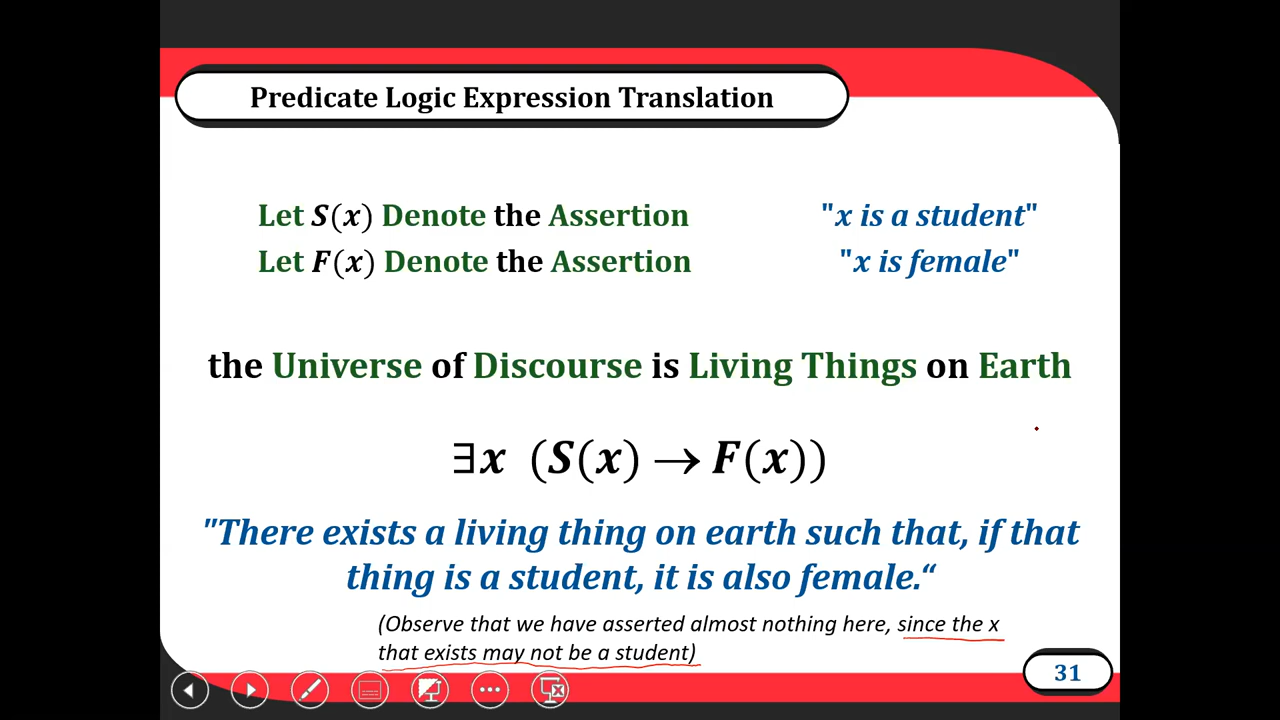 Predicate Logic Expression Translation
Let S(x) Denote the Assertion "x is a student"
Let F(x) Denote the Assertion "x is female"
the Universe of Discourse is Living Things on Earth
∃x (S(x) → F(x))
"There exists a living thing on earth such that, if that
thing is a student, it is also female.“
(Observe that we have asserted almost nothing here, since the x
that exists may not be a student)
31